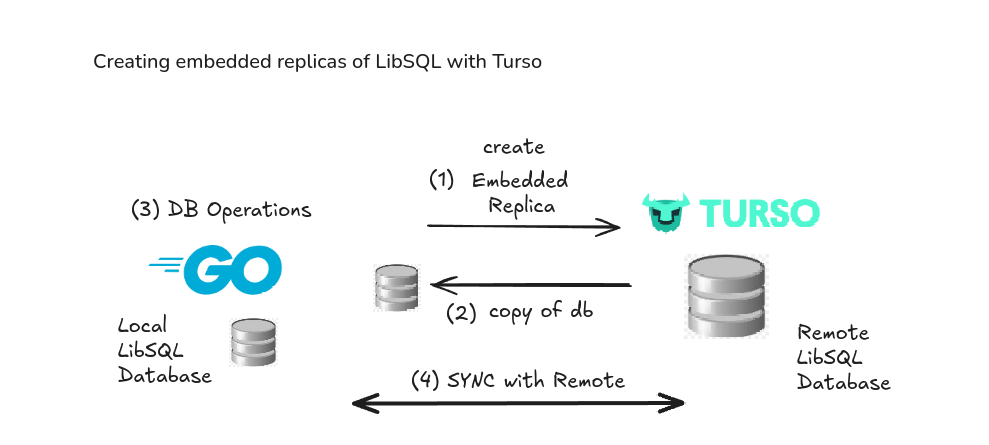 Creating embedded replicas of LibSQL with Turso
create
(1) Embedded
Replica
(3) DB Operations
TURSO
GO
(2) copy of db
Local
LibSQL
Database
Remote
LibSQL
Database
(4) SYNC with Remote